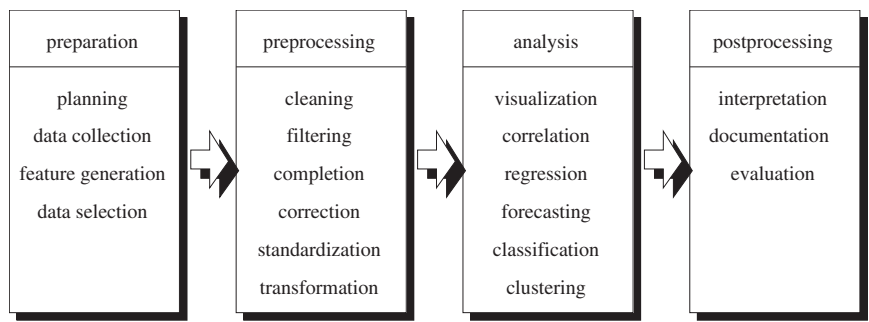 preparation
planning
data collection
feature generation
data selection
preprocessing
cleaning
filtering
completion
correction
standardization
transformation
analysis
visualization
correlation
regression
forecasting
classification
clustering
postprocessing
interpretation
documentation
evaluation